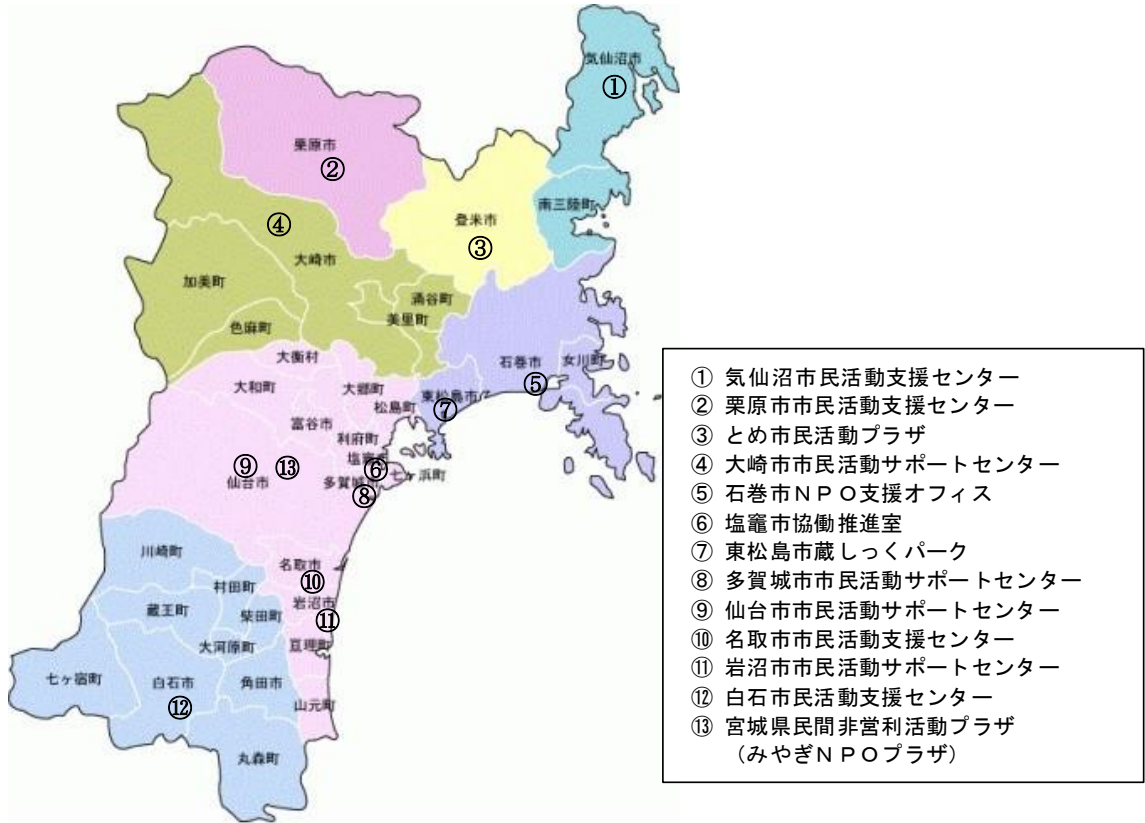 気仙沼市
①
栗原市
②
登米市
③
南三陸町
④
大崎市
加美町
涌谷町
美里町
色麻町
大衡村
石巻市
女川町
⑤
大和町
大郷町
東松島市
⑦
松島町
富谷市
利府町
塩竈市
⑥
七ヶ浜町
⑨
⑬
仙台市
多賀城市
⑧
川崎町
名取市
⑩
村田町
岩沼市
⑪
蔵王町
柴田町
大河原町
亘理町
七ヶ宿町
白石市
⑫
角田市
山元町
丸森町
① 気仙沼市民活動支援センター
② 栗原市市民活動支援センター
③ とめ市民活動プラザ
④ 大崎市市民活動サポートセンター
⑤ 石巻市NPO支援オフィス
⑥ 塩竈市協働推進室
⑦ 東松島市蔵しっくパーク
⑧ 多賀城市市民活動サポートセンター
⑨ 仙台市市民活動サポートセンター
⑩ 名取市市民活動支援センター
⑪ 岩沼市市民活動サポートセンター
⑫ 白石市民活動支援センター
⑬ 宮城県民間非営利活動プラザ
（みやぎNPOプラザ）